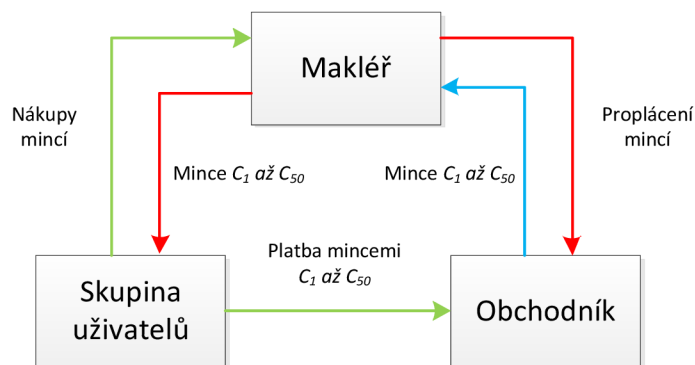 Makléř
Nákupy
mincí
Proplácení
mincí
Mince C₁ až C₅₀
Mince C₁ až C₅₀
Platba mincemi
C₁ až C₅₀
Skupina
uživatelů
Obchodník